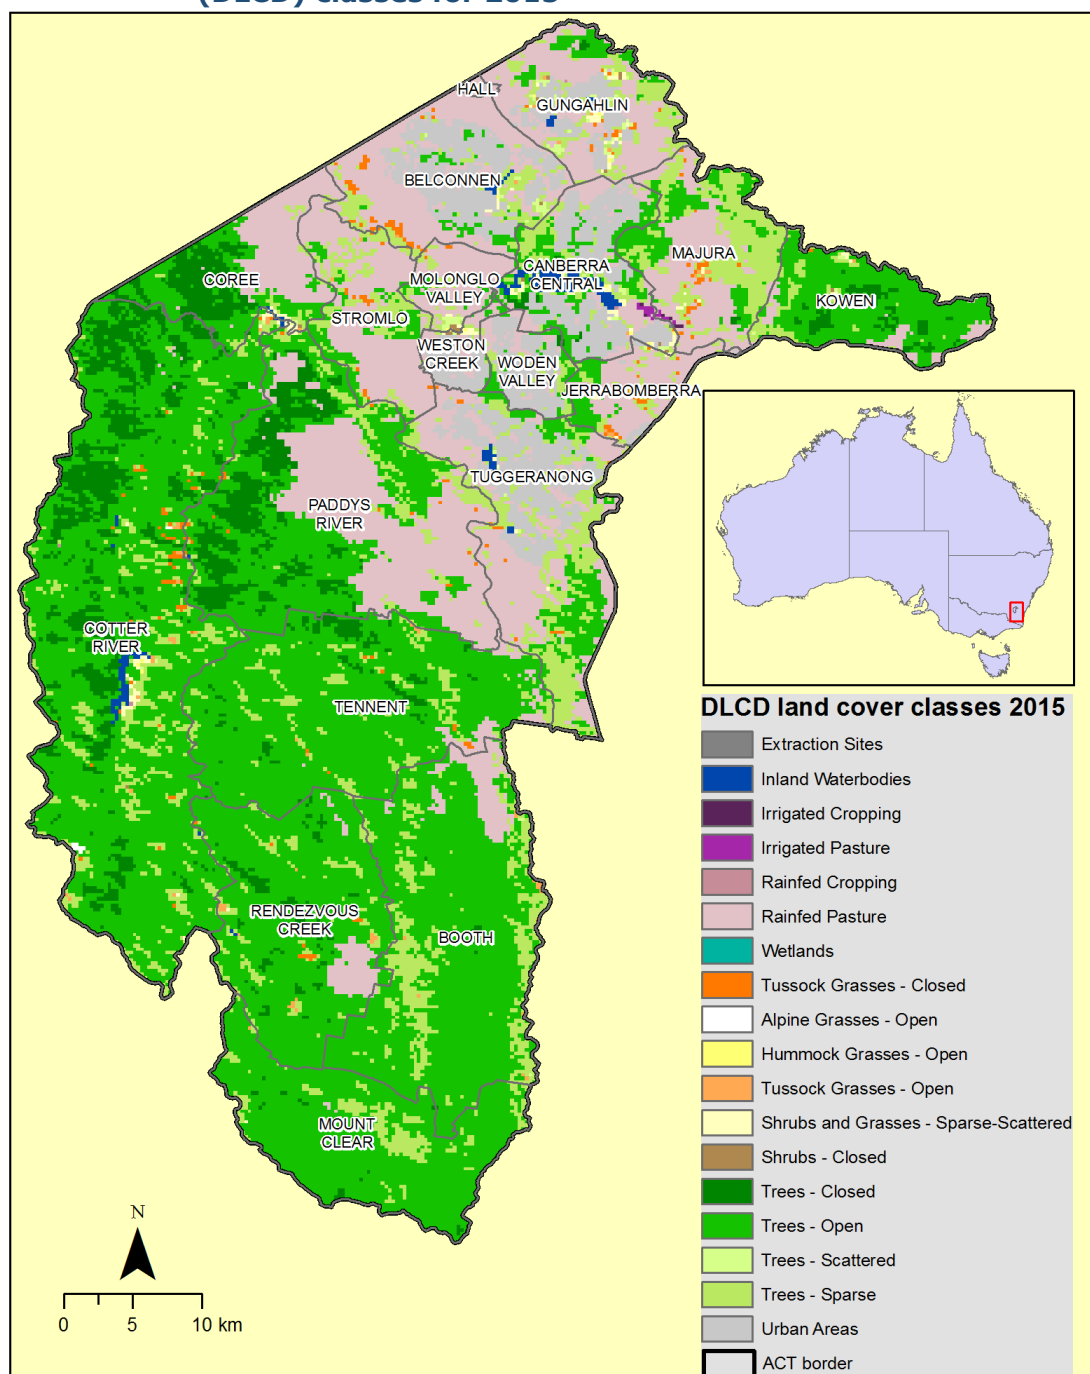 (DLCD) classes for 2015
HALL
GUNGAHLIN
BELCONNEN
MAJURA
COREE
MOLONGLO
VALLEY
CANBERRA
CENTRAL
KOWEN
STROMLO
WESTON
CREEK
WODEN
VALLEY
JERRABOMBERRA
TUGGERANONG
PADDYS
RIVER
COTTER
RIVER
TENNENT
RENDEZVOUS
CREEK
BOOTH
MOUNT
CLEAR
N
0 5 10 km
DLCD land cover classes 2015
Extraction Sites
Inland Waterbodies
Irrigated Cropping
Irrigated Pasture
Rainfed Cropping
Rainfed Pasture
Wetlands
Tussock Grasses - Closed
Alpine Grasses - Open
Hummock Grasses - Open
Tussock Grasses - Open
Shrubs and Grasses - Sparse-Scattered
Shrubs - Closed
Trees - Closed
Trees - Open
Trees - Scattered
Trees - Sparse
Urban Areas
ACT border